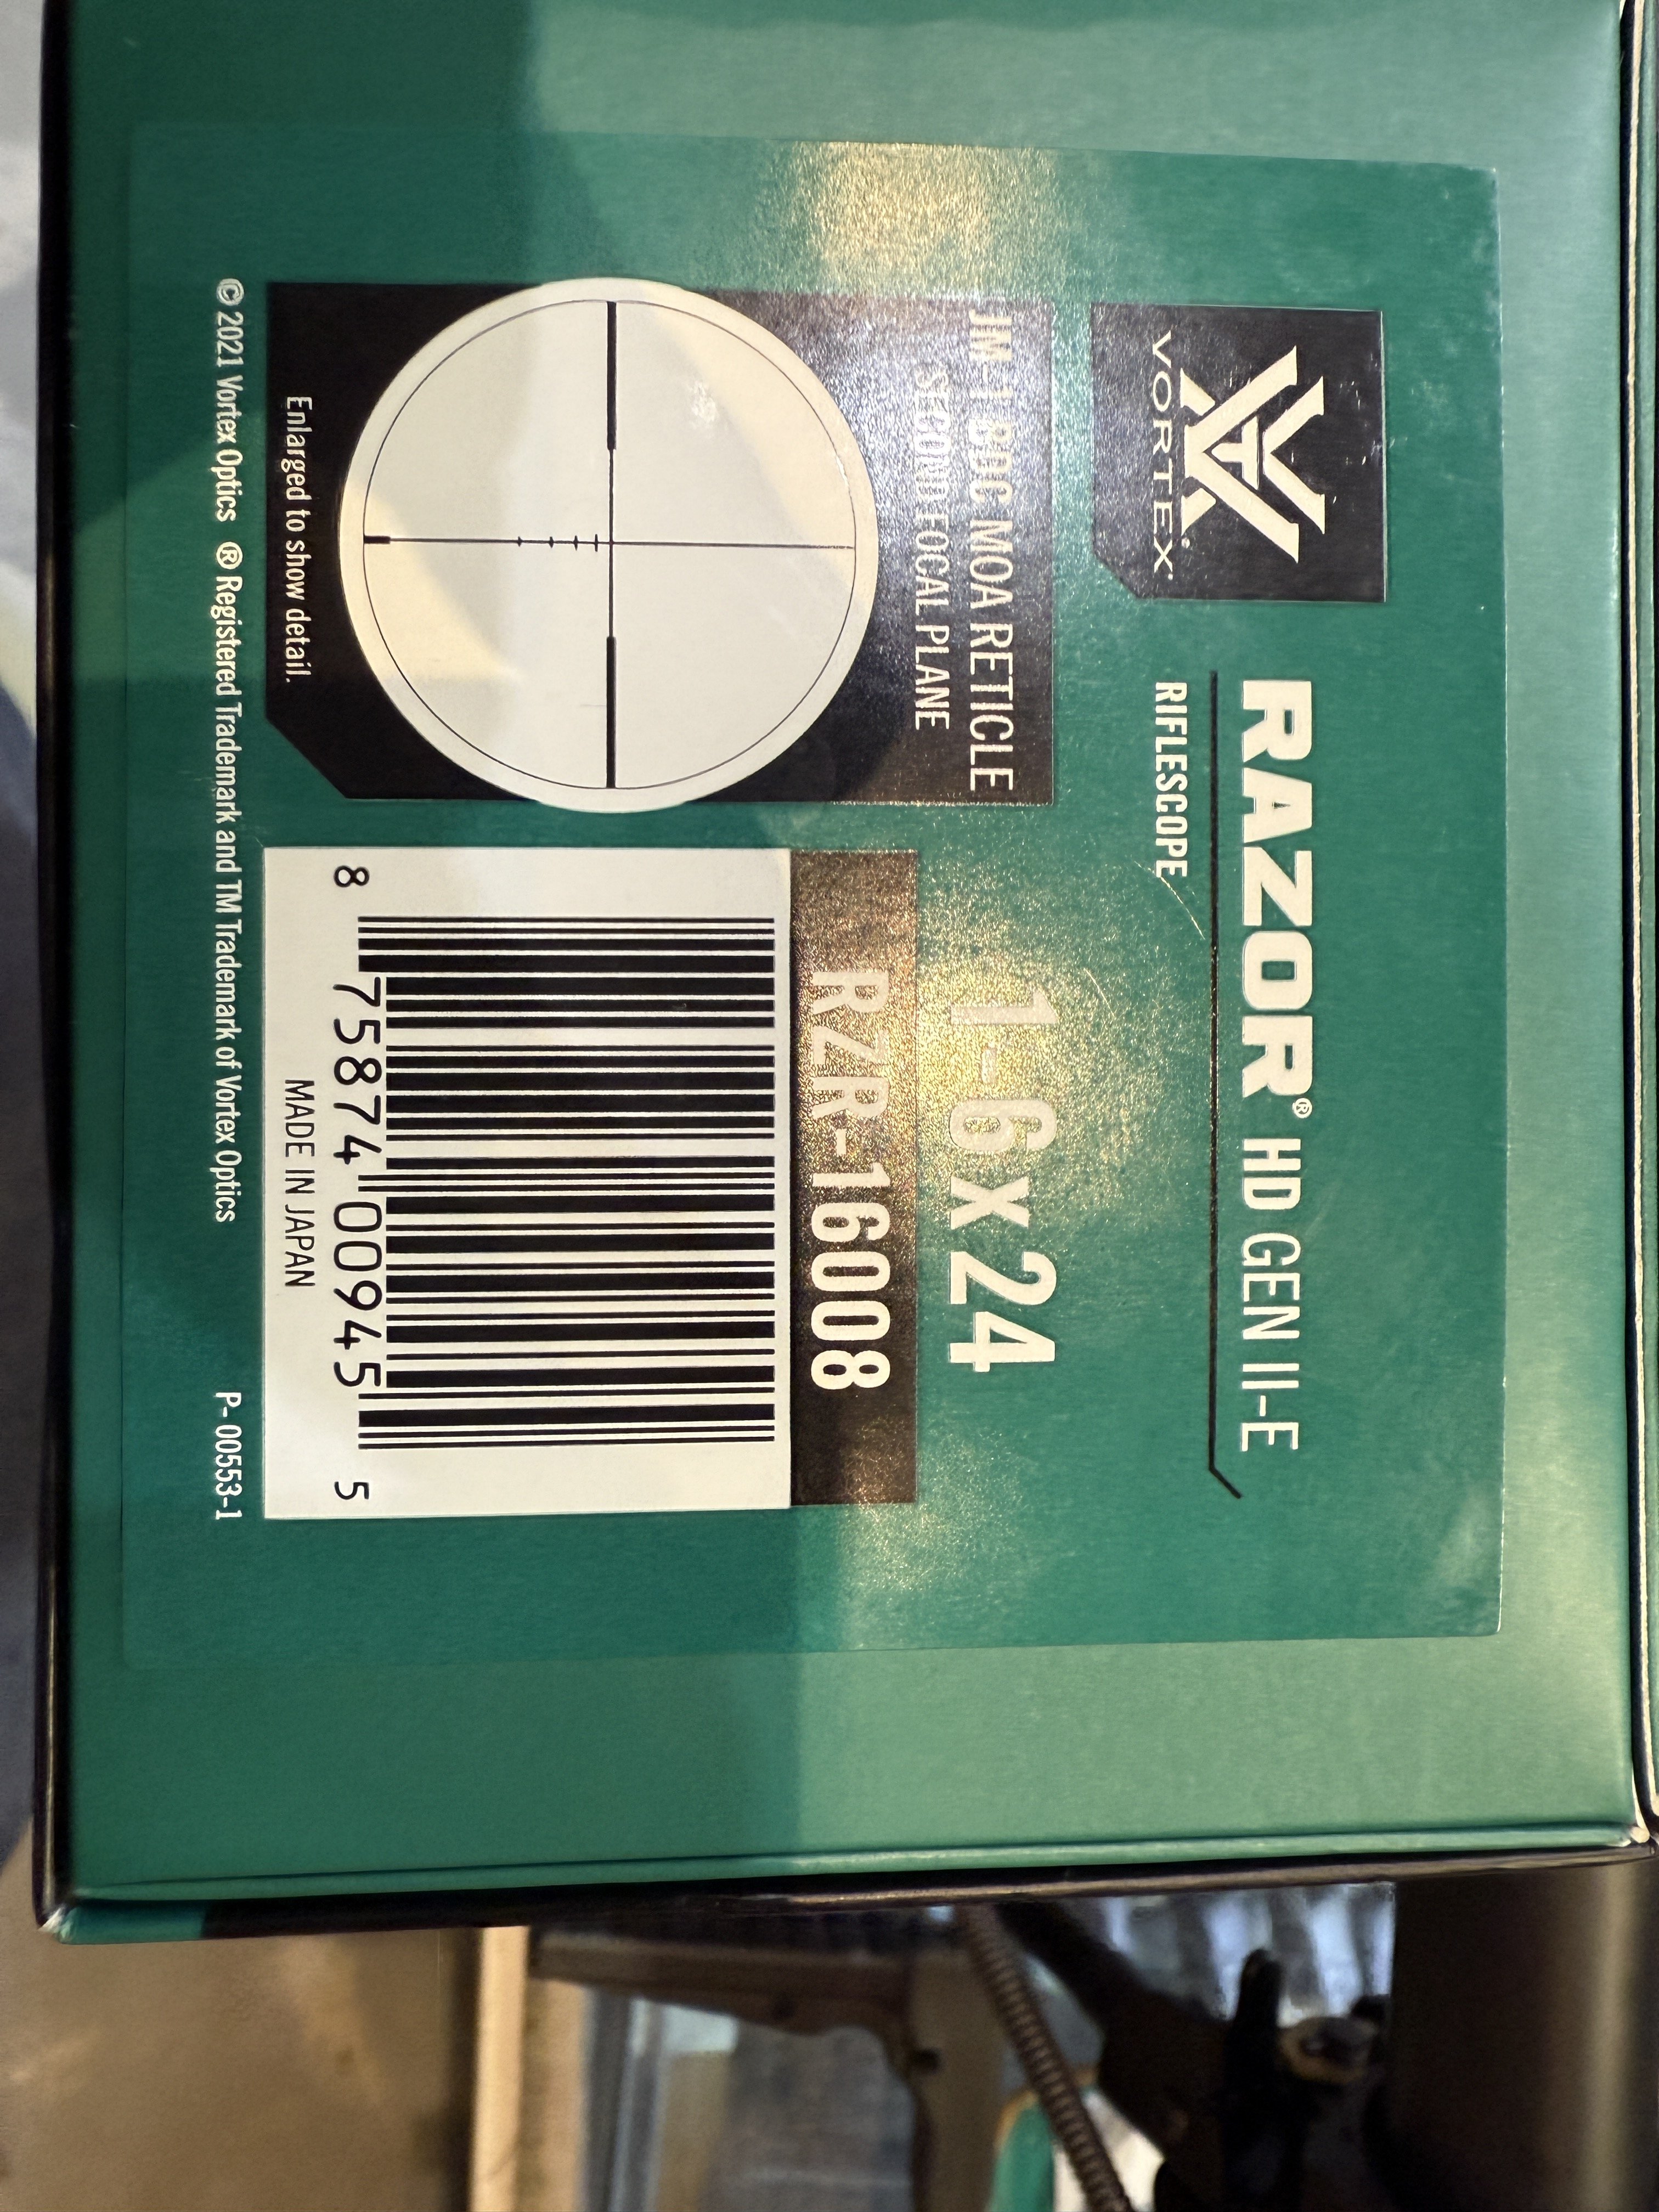 VORTEX®
RAZOR® HD GEN II-E
RIFLESCOPE
JM-1 BDC MOA RETICLE
SECOND FOCAL PLANE
1-6x24
RZR-16008
8 75874 00945 5
MADE IN JAPAN
Enlarged to show detail.
© 2021 Vortex Optics ® Registered Trademark and TM Trademark of Vortex Optics P- 00553-1